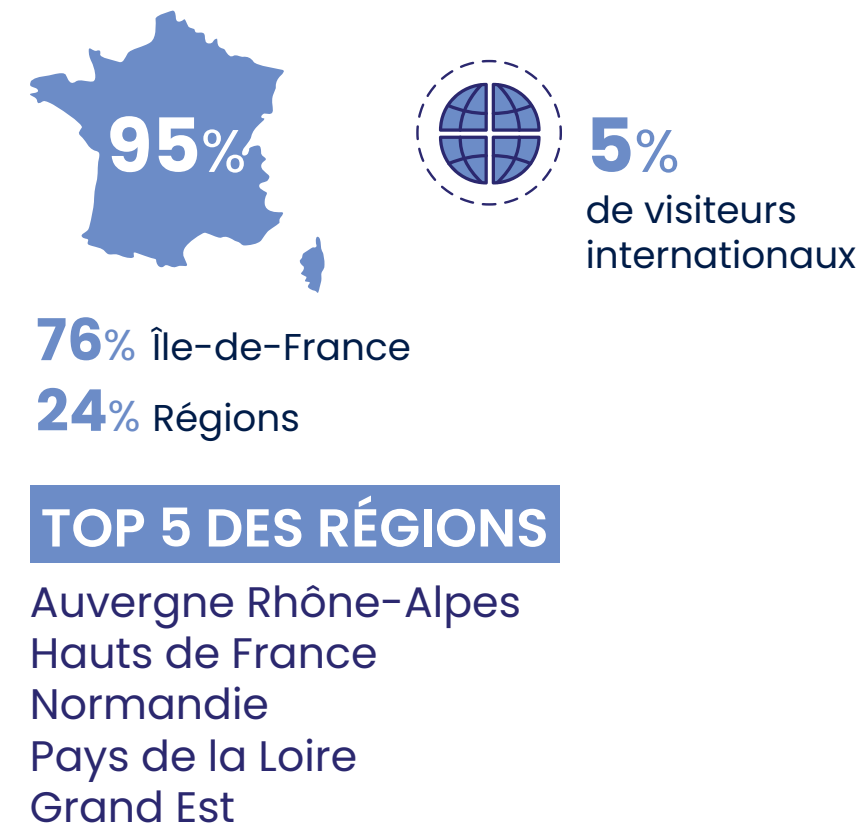 95%
5%
de visiteurs
internationaux
76% Île-de-France
24% Régions
TOP 5 DES RÉGIONS
Auvergne Rhône-Alpes
Hauts de France
Normandie
Pays de la Loire
Grand Est